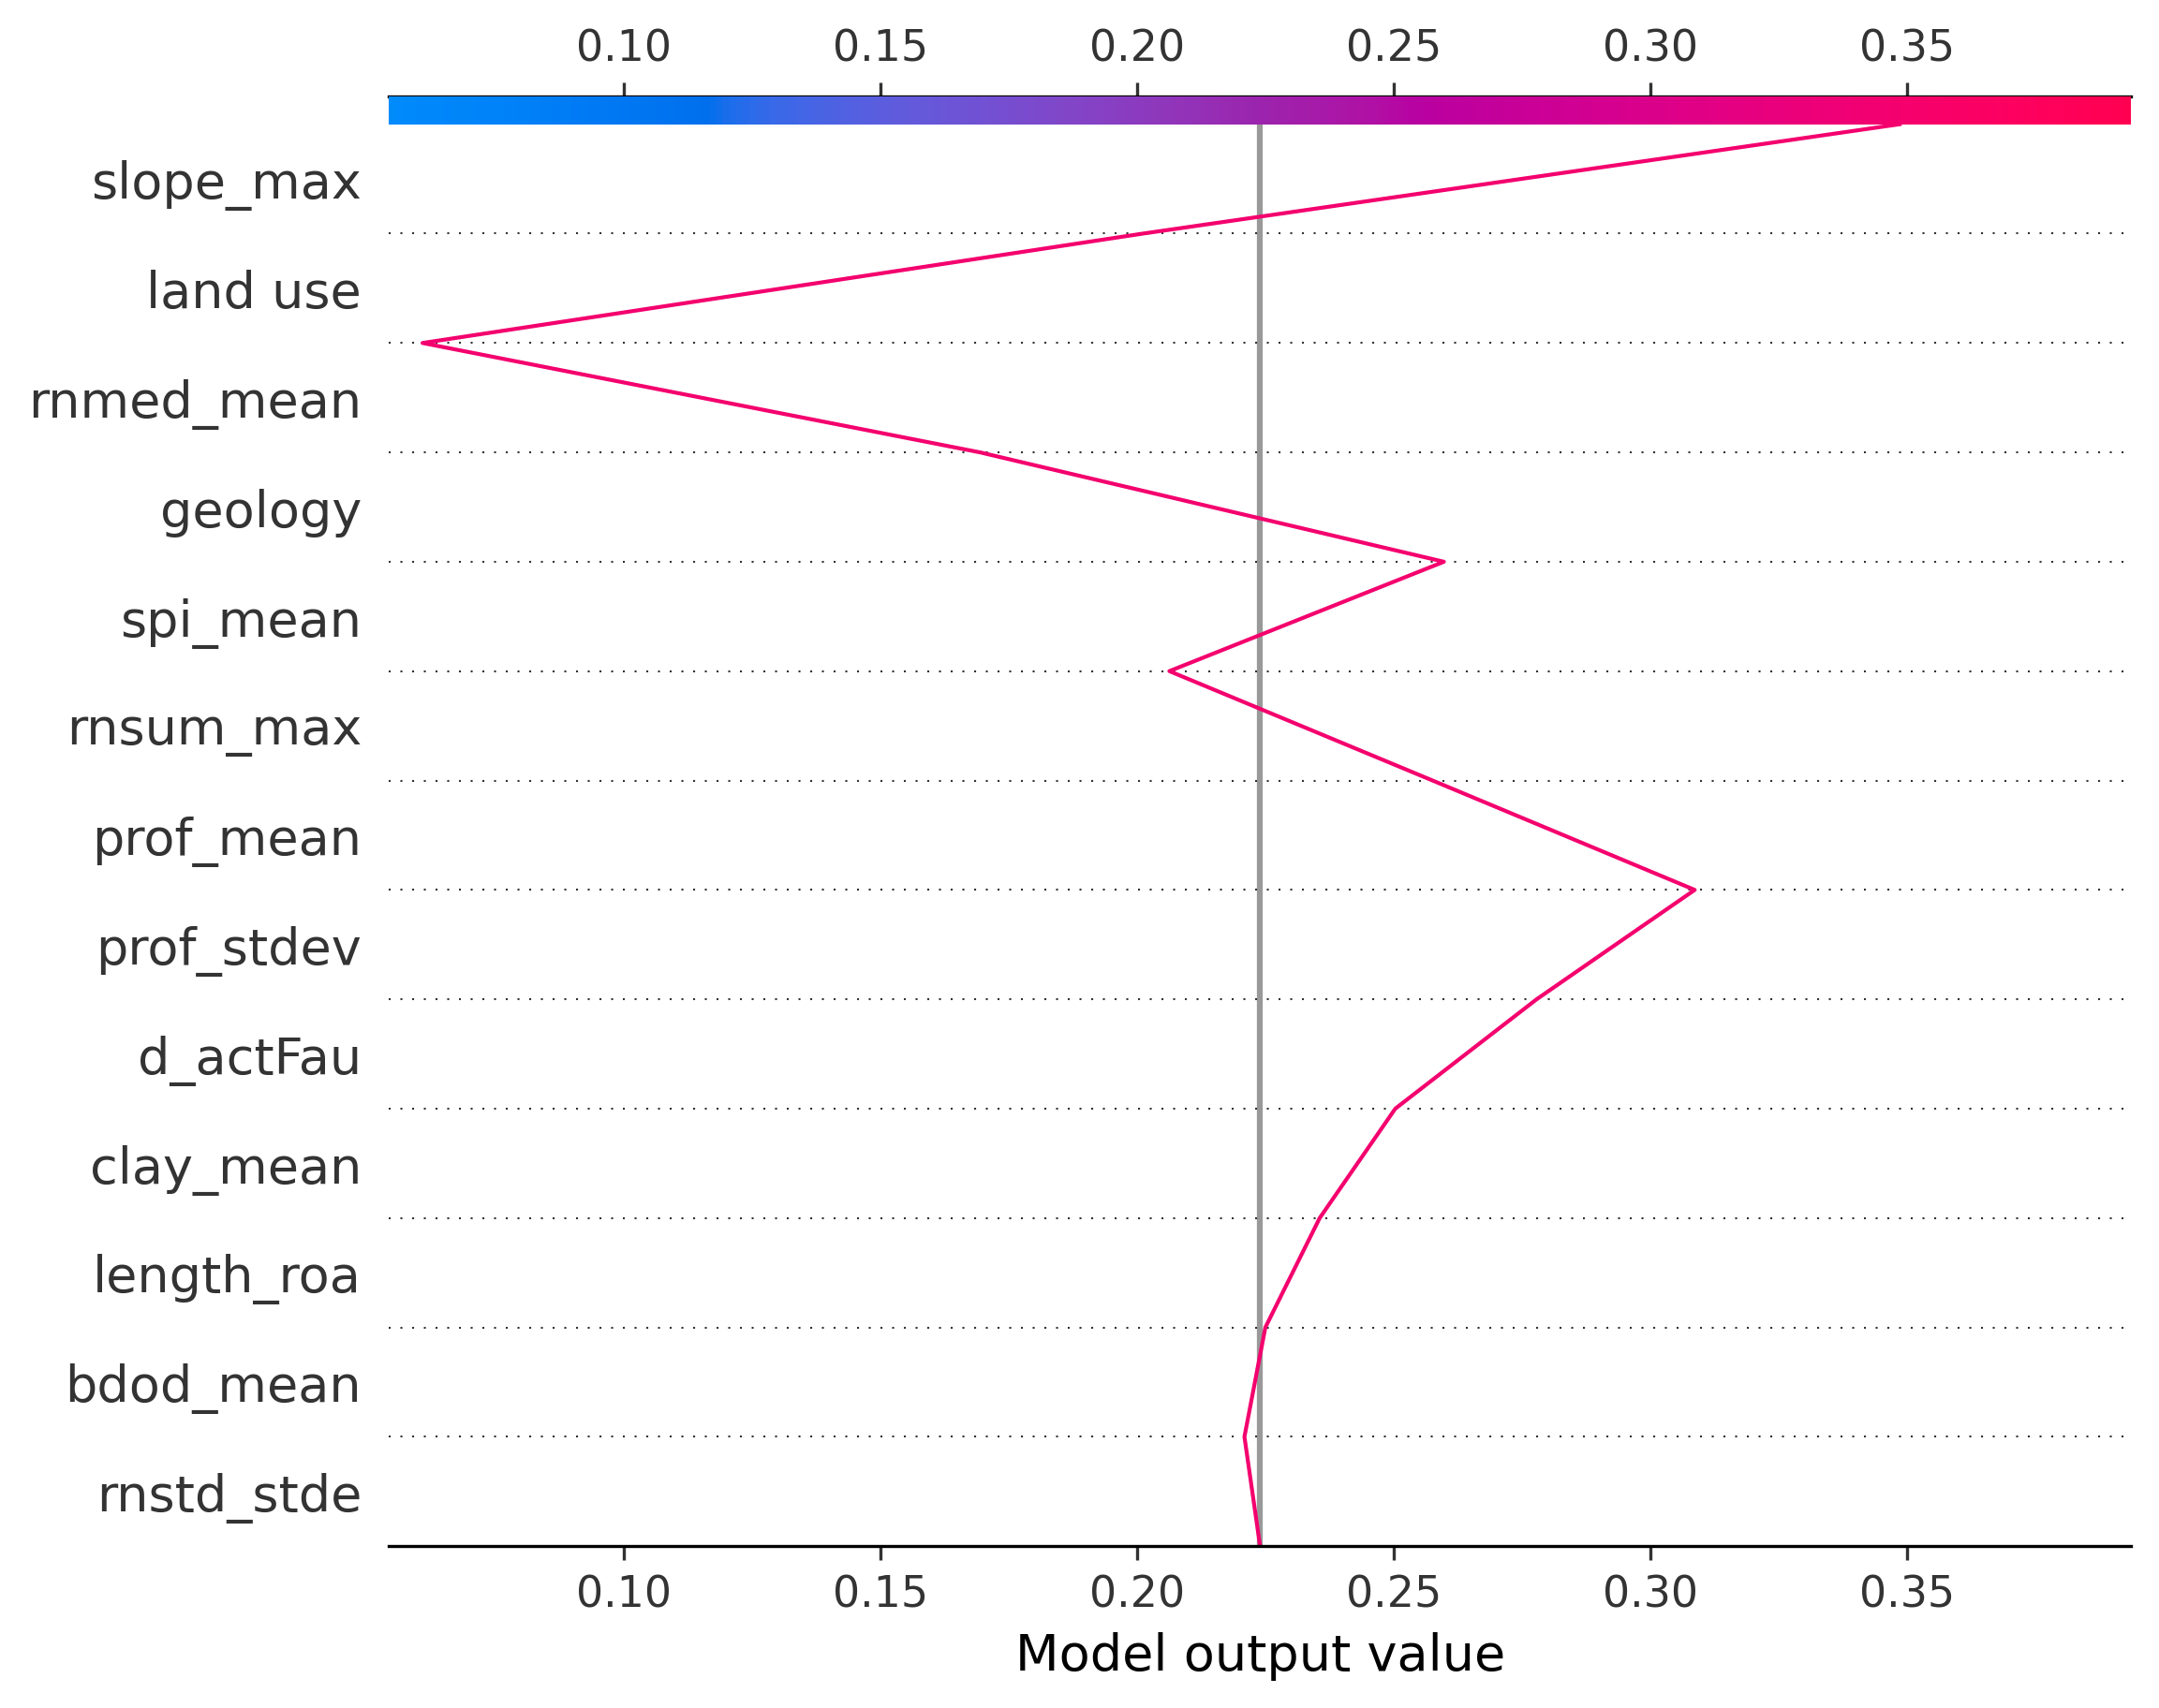 0.10 0.15 0.20 0.25 0.30 0.35
slope_max
land use
rnmed_mean
geology
spi_mean
rnsum_max
prof_mean
prof_stdev
d_actFau
clay_mean
length_roa
bdod_mean
rnstd_stde
0.10 0.15 0.20 0.25 0.30 0.35
Model output value